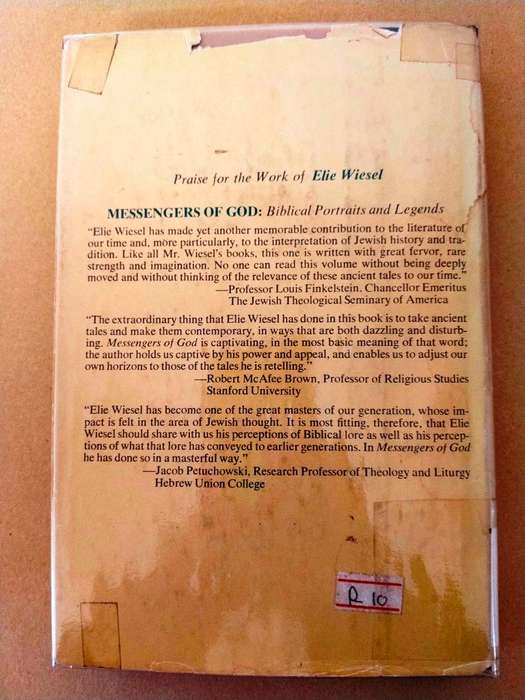 Praise for the Work of Elie Wiesel
MESSENGERS OF GOD: Biblical Portraits and Legends
"Elie Wiesel has made yet another memorable contribution to the literature of
our time and, more particularly, to the interpretation of Jewish history and tra-
dition. Like all Mr. Wiesel's books, this one is written with great fervor, rare
strength and imagination. No one can read this volume without being deeply
moved and without thinking of the relevance of these ancient tales to our time."
—Professor Louis Finkelstein, Chancellor Emeritus
The Jewish Theological Seminary of America
"The extraordinary thing that Elie Wiesel has done in this book is to take ancient
tales and make them contemporary, in ways that are both dazzling and disturb-
ing. Messengers of God is captivating, in the most basic meaning of that word;
the author holds us captive by his power and appeal, and enables us to adjust our
own horizons to those of the tales he is retelling."
—Robert McAfee Brown, Professor of Religious Studies
Stanford University
"Elie Wiesel has become one of the great masters of our generation, whose im-
pact is felt in the area of Jewish thought. It is most fitting, therefore, that Elie
Wiesel should share with us his perceptions of Biblical lore as well as his percep-
tions of what that lore has conveyed to earlier generations. In Messengers of God
he has done so in a masterful way."
—Jacob Petuchowski, Research Professor of Theology and Liturgy
Hebrew Union College
R 10